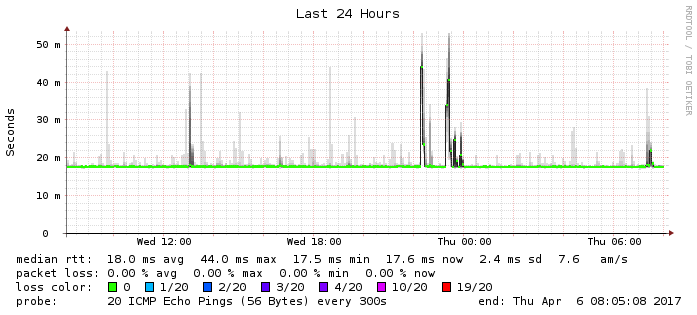 Last 24 Hours
RRDTOOL / TOBI OETIKER
Seconds
50 m
40 m
30 m
20 m
10 m
0
Wed 12:00 Wed 18:00 Thu 00:00 Thu 06:00
median rtt: 18.0 ms avg 44.0 ms max 17.5 ms min 17.6 ms now 2.4 ms sd 7.6 am/s
packet loss: 0.00 % avg 0.00 % max 0.00 % min 0.00 % now
loss color: 0 1/20 2/20 3/20 4/20 10/20 19/20
probe: 20 ICMP Echo Pings (56 Bytes) every 300s end: Thu Apr 6 08:05:08 2017